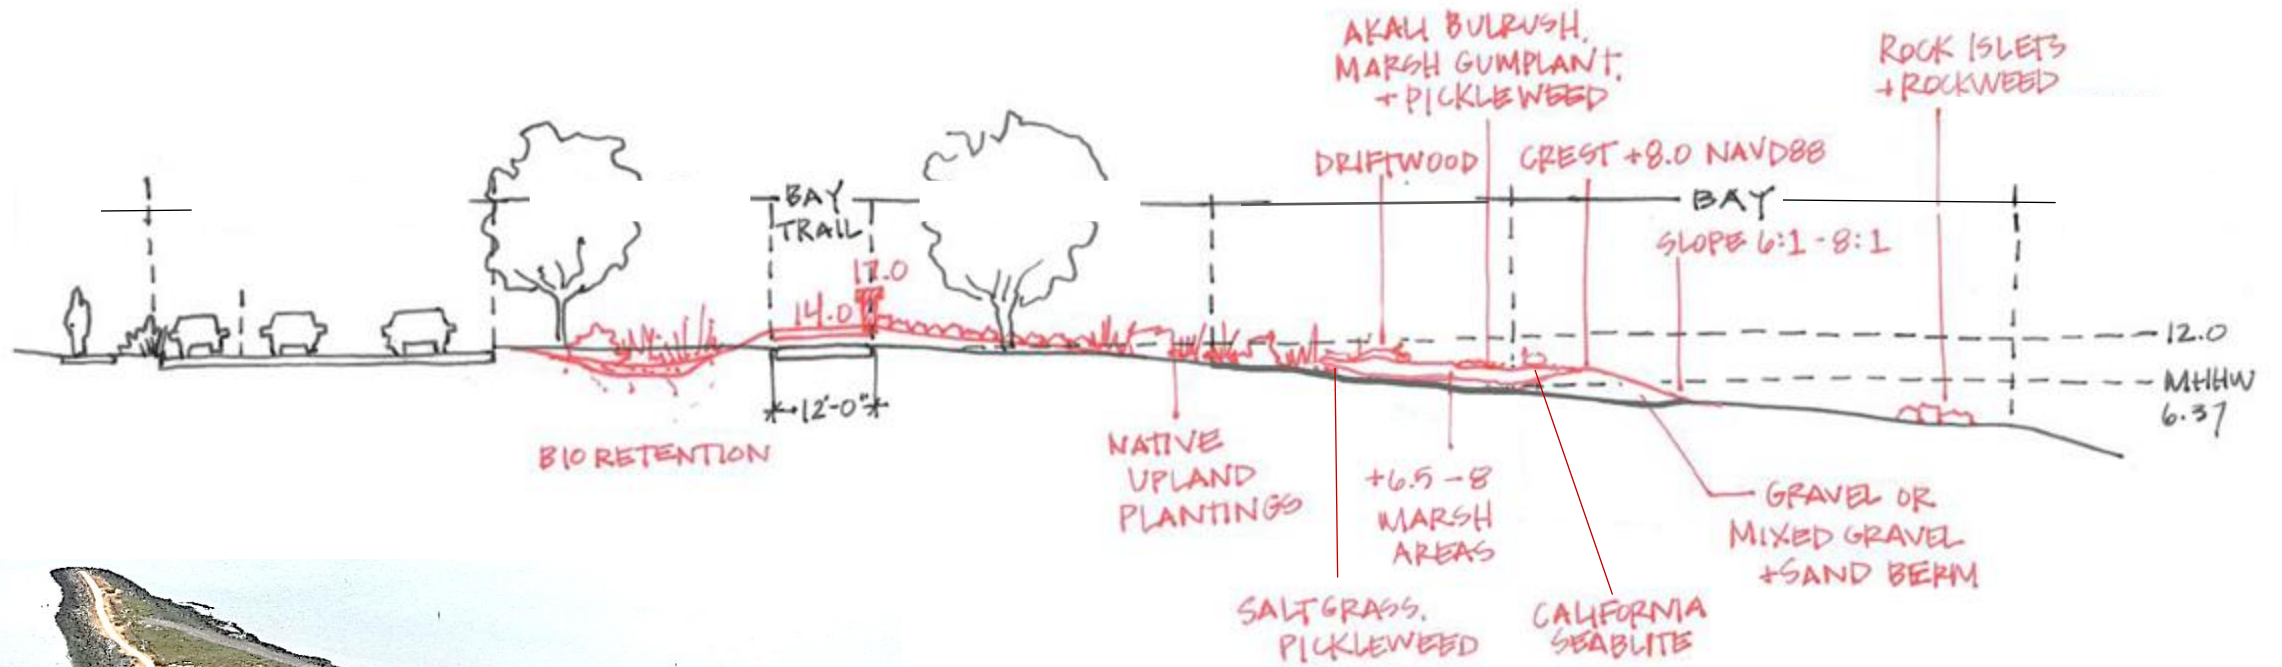 AKALI BULRUSH,
MARSH GUMPLANT,
+ PICKLEWEED
ROCK ISLETS
+ROCKWEED
DRIFTWOOD
CREST +8.0 NAVD88
BAY
TRAIL
BAY
SLOPE 6:1 - 8:1
17.0
14.0
12.0
MHHW
6.37
12'-0"
BIO RETENTION
NATIVE
UPLAND
PLANTINGS
+6.5 - 8
MARSH
AREAS
GRAVEL OR
MIXED GRAVEL
+SAND BERM
SALTGRASS,
PICKLEWEED
CALIFORNIA
SEABLITE